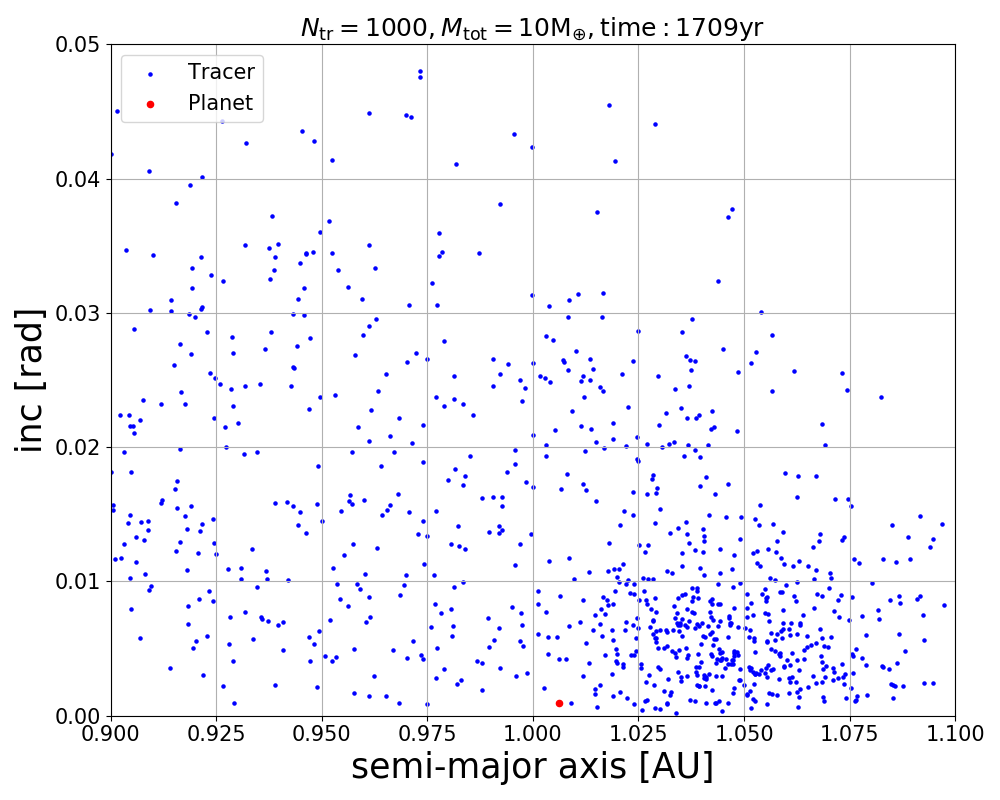 N_tr = 1000, M_tot = 10M_⊕, time : 1709yr
0.05
Tracer
Planet
0.04
0.03
inc [rad]
0.02
0.01
0.00
0.900 0.925 0.950 0.975 1.000 1.025 1.050 1.075 1.100
semi-major axis [AU]